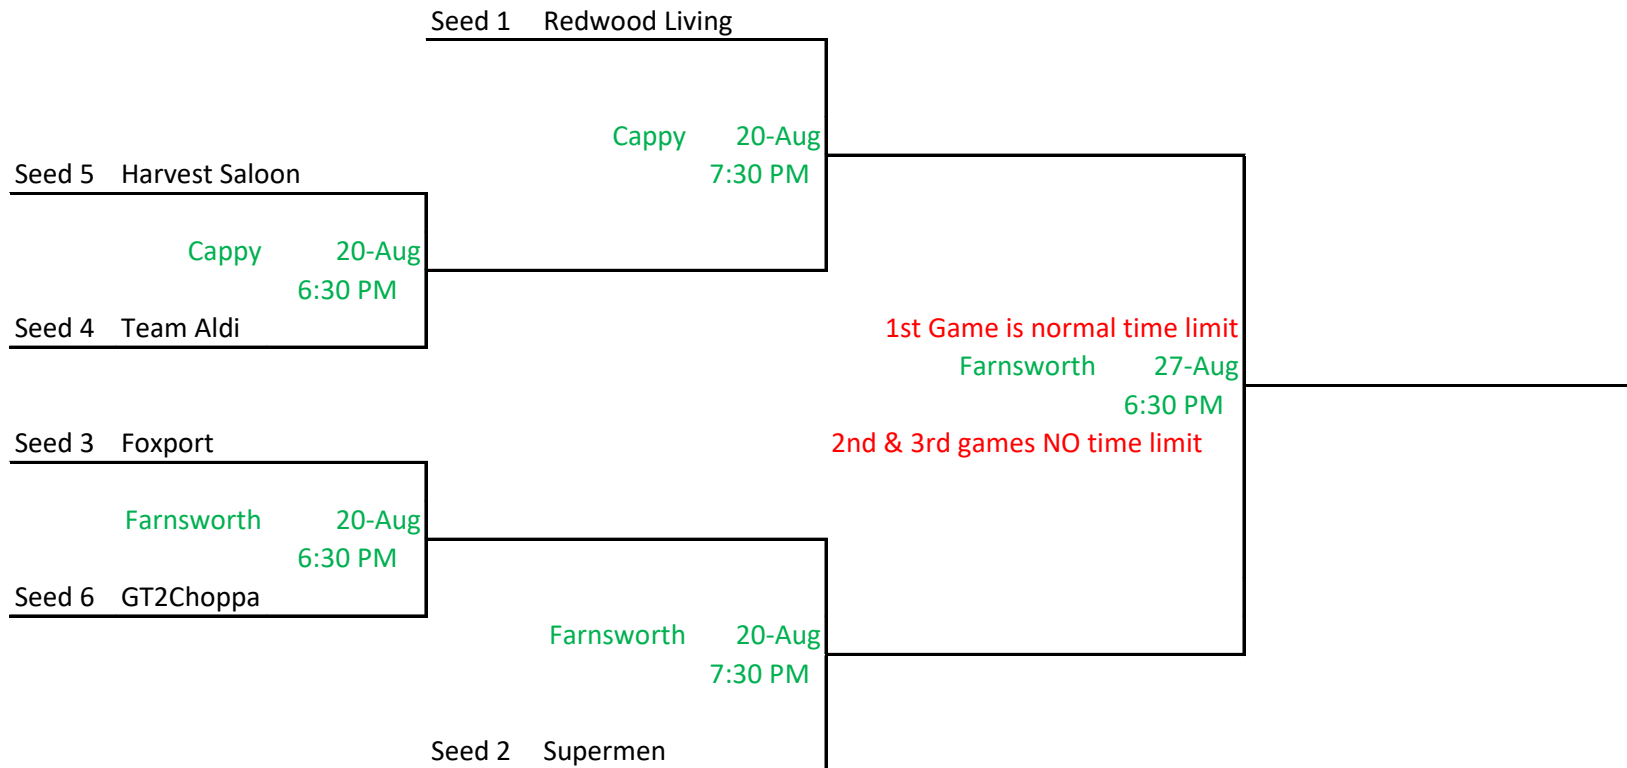 Seed 1 Redwood Living
Cappy 20-Aug
7:30 PM
Seed 5 Harvest Saloon
Cappy 20-Aug
6:30 PM
Seed 4 Team Aldi
1st Game is normal time limit
Farnsworth 27-Aug
6:30 PM
2nd & 3rd games NO time limit
Seed 3 Foxport
Farnsworth 20-Aug
6:30 PM
Seed 6 GT2Choppa
Farnsworth 20-Aug
7:30 PM
Seed 2 Supermen